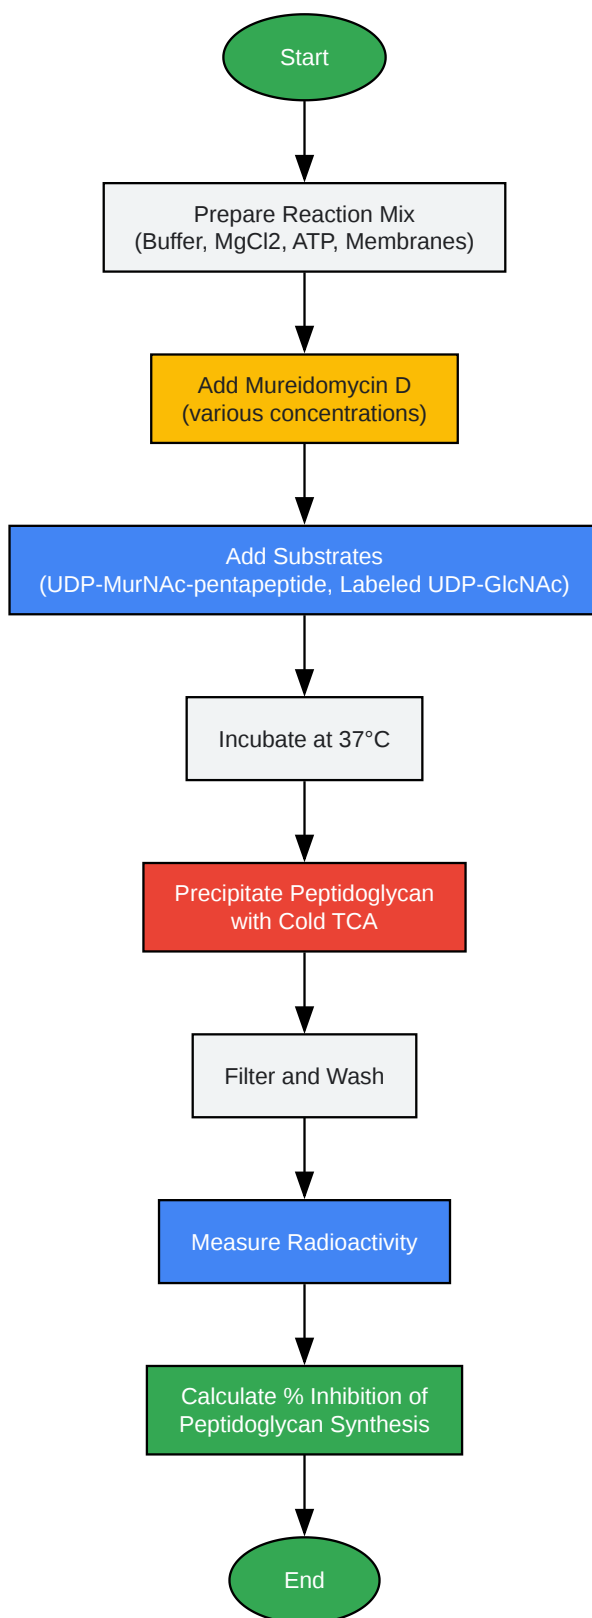 Start
Prepare Reaction Mix
(Buffer, MgCl2, ATP, Membranes)
Add Mureidomycin D
(various concentrations)
Add Substrates
(UDP-MurNAc-pentapeptide, Labeled UDP-GlcNAc)
Incubate at 37°C
Precipitate Peptidoglycan
with Cold TCA
Filter and Wash
Measure Radioactivity
Calculate % Inhibition of
Peptidoglycan Synthesis
End